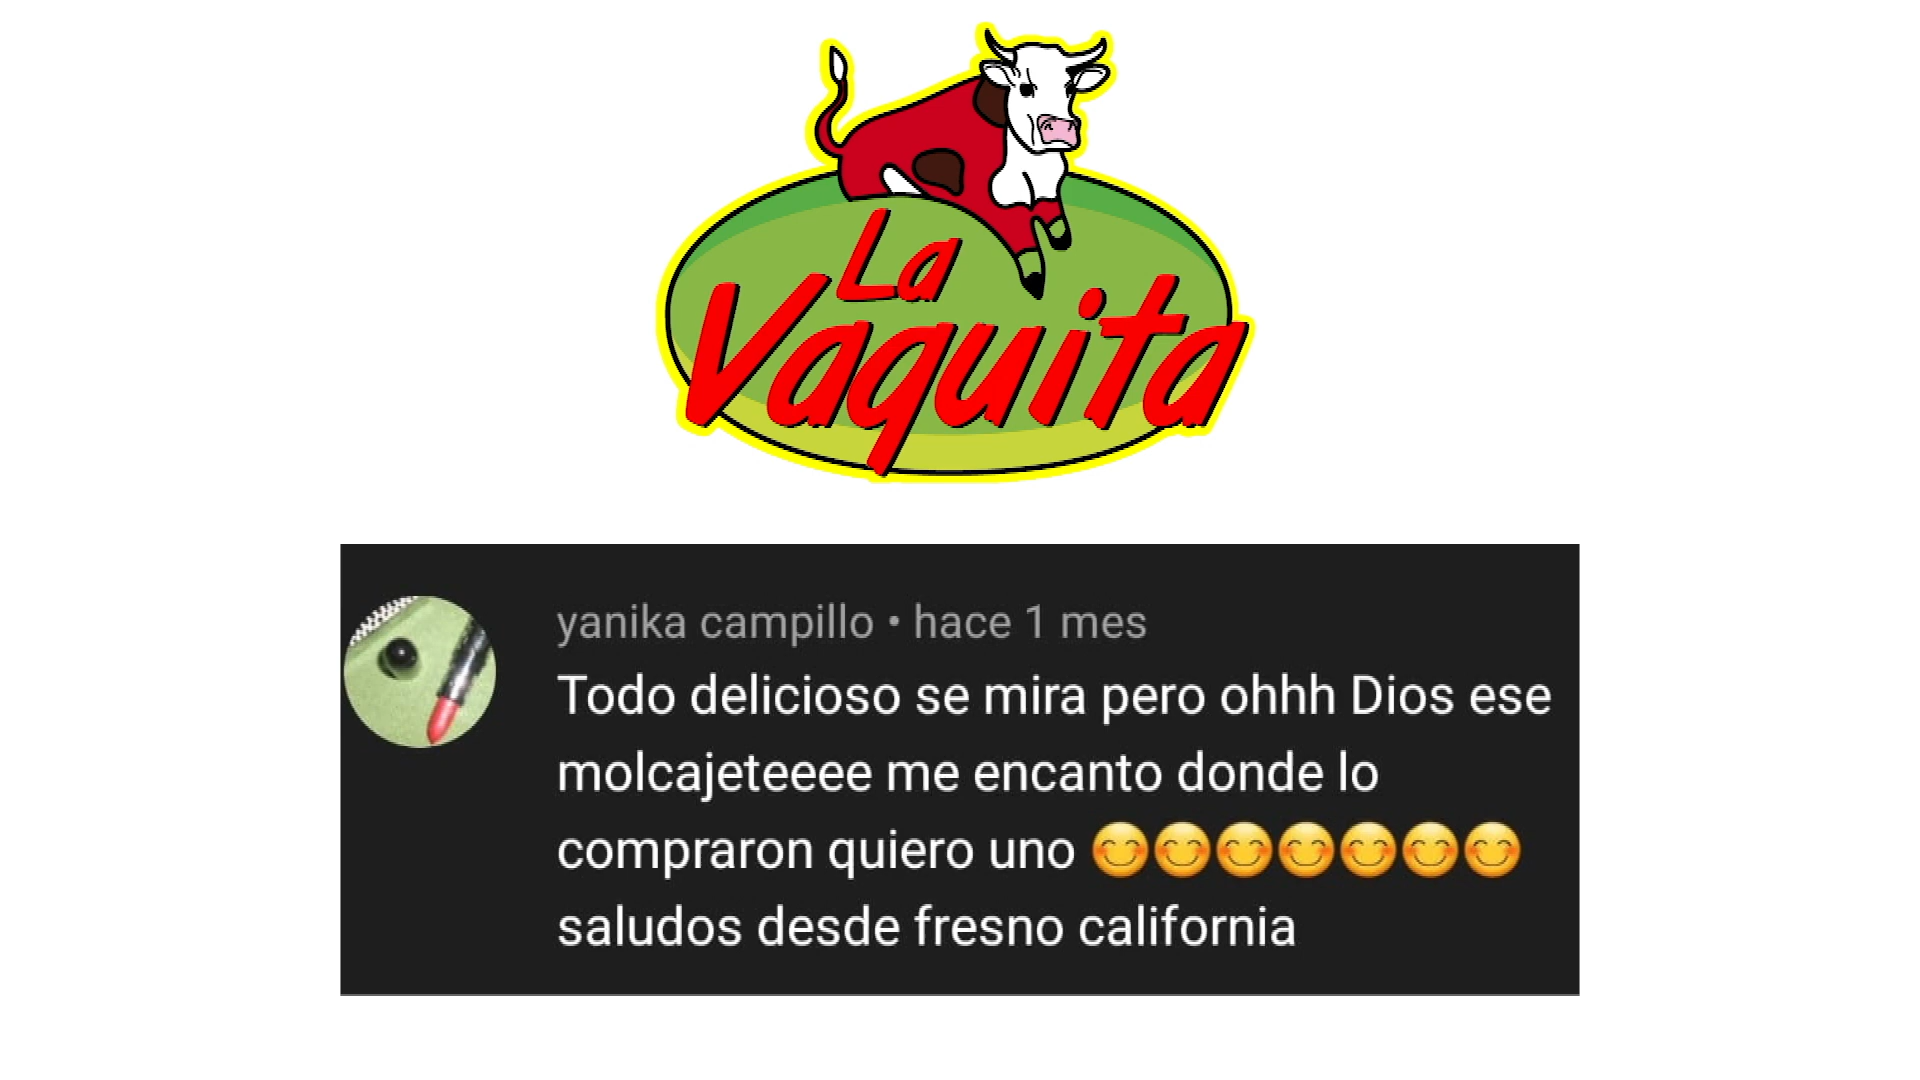 La
Vaquita
yanika campillo • hace 1 mes
Todo delicioso se mira pero ohhh Dios ese
molcajeteeee me encanto donde lo
compraron quiero uno 😊😊😊😊😊😊😊
saludos desde fresno california